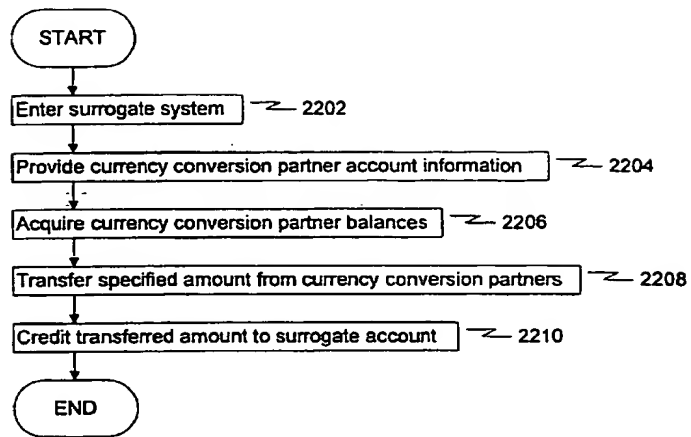 START
Enter surrogate system 2202
Provide currency conversion partner account information 2204
Acquire currency conversion partner balances 2206
Transfer specified amount from currency conversion partners 2208
Credit transferred amount to surrogate account 2210
END